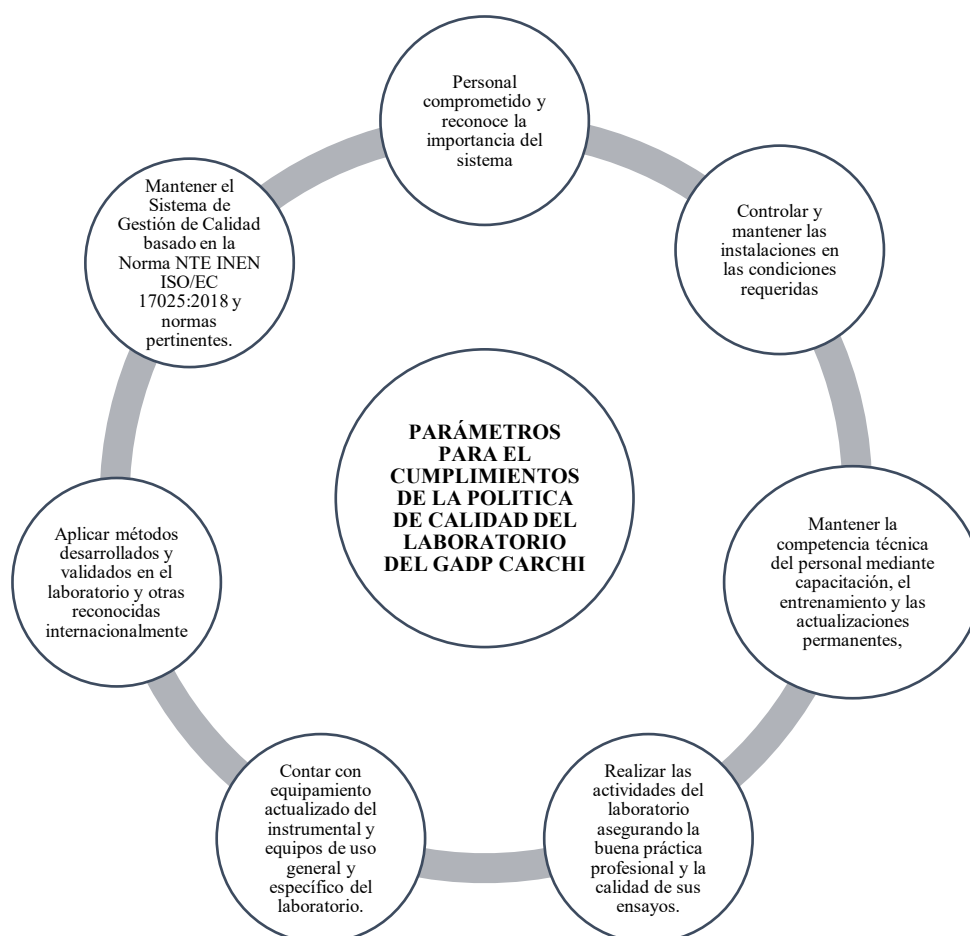 Personal
comprometido y
reconoce la
importancia del
sistema
Controlar y
mantener las
instalaciones en
las condiciones
requeridas
Mantener la
competencia técnica
del personal mediante
capacitación, el
entrenamiento y las
actualizaciones
permanentes,
Realizar las
actividades del
laboratorio
asegurando la
buena práctica
profesional y la
calidad de sus
ensayos.
Contar con
equipamiento
actualizado del
instrumental y
equipos de uso
general y
específico del
laboratorio.
Aplicar métodos
desarrollados y
validados en el
laboratorio y otras
reconocidas
internacionalmente
Mantener el
Sistema de
Gestión de Calidad
basado en la
Norma NTE INEN
ISO/EC
17025:2018 y
normas
pertinentes.
PARÁMETROS
PARA EL
CUMPLIMIENTOS
DE LA POLITICA
DE CALIDAD DEL
LABORATORIO
DEL GADP CARCHI